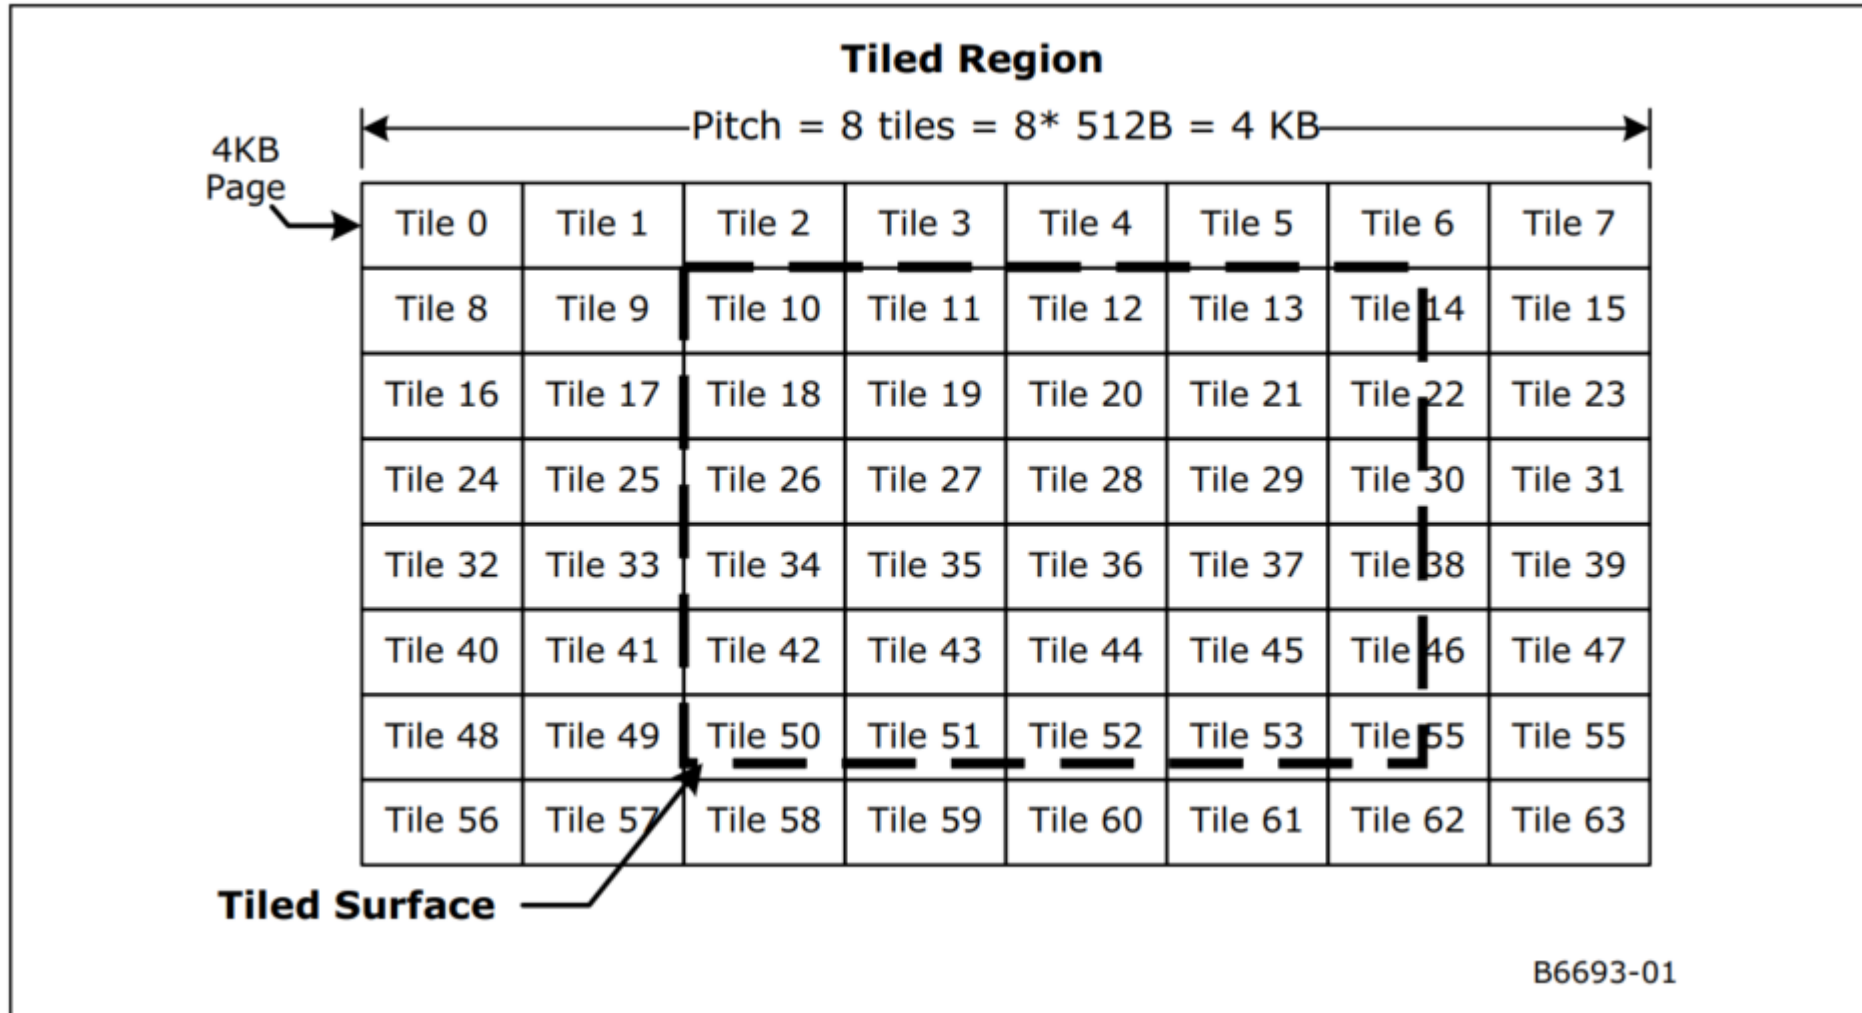 Tiled Region
Pitch = 8 tiles = 8* 512B = 4 KB
4KB
Page
Tile 0 Tile 1 Tile 2 Tile 3 Tile 4 Tile 5 Tile 6 Tile 7
Tile 8 Tile 9 Tile 10 Tile 11 Tile 12 Tile 13 Tile 14 Tile 15
Tile 16 Tile 17 Tile 18 Tile 19 Tile 20 Tile 21 Tile 22 Tile 23
Tile 24 Tile 25 Tile 26 Tile 27 Tile 28 Tile 29 Tile 30 Tile 31
Tile 32 Tile 33 Tile 34 Tile 35 Tile 36 Tile 37 Tile 38 Tile 39
Tile 40 Tile 41 Tile 42 Tile 43 Tile 44 Tile 45 Tile 46 Tile 47
Tile 48 Tile 49 Tile 50 Tile 51 Tile 52 Tile 53 Tile 55 Tile 55
Tile 56 Tile 57 Tile 58 Tile 59 Tile 60 Tile 61 Tile 62 Tile 63
Tiled Surface
B6693-01